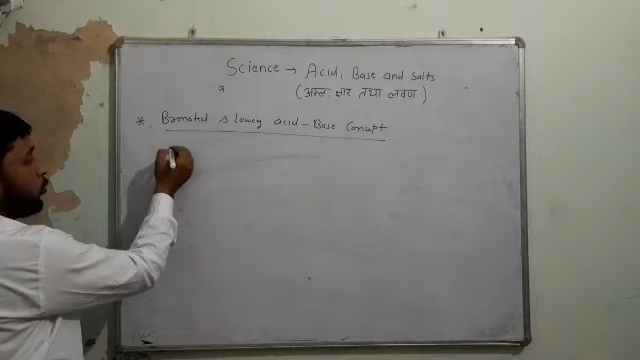 Science → Acid, Base and Salts
(अम्ल, क्षार तथा लवण)
* Bronsted & Lowry acid - Base Concept